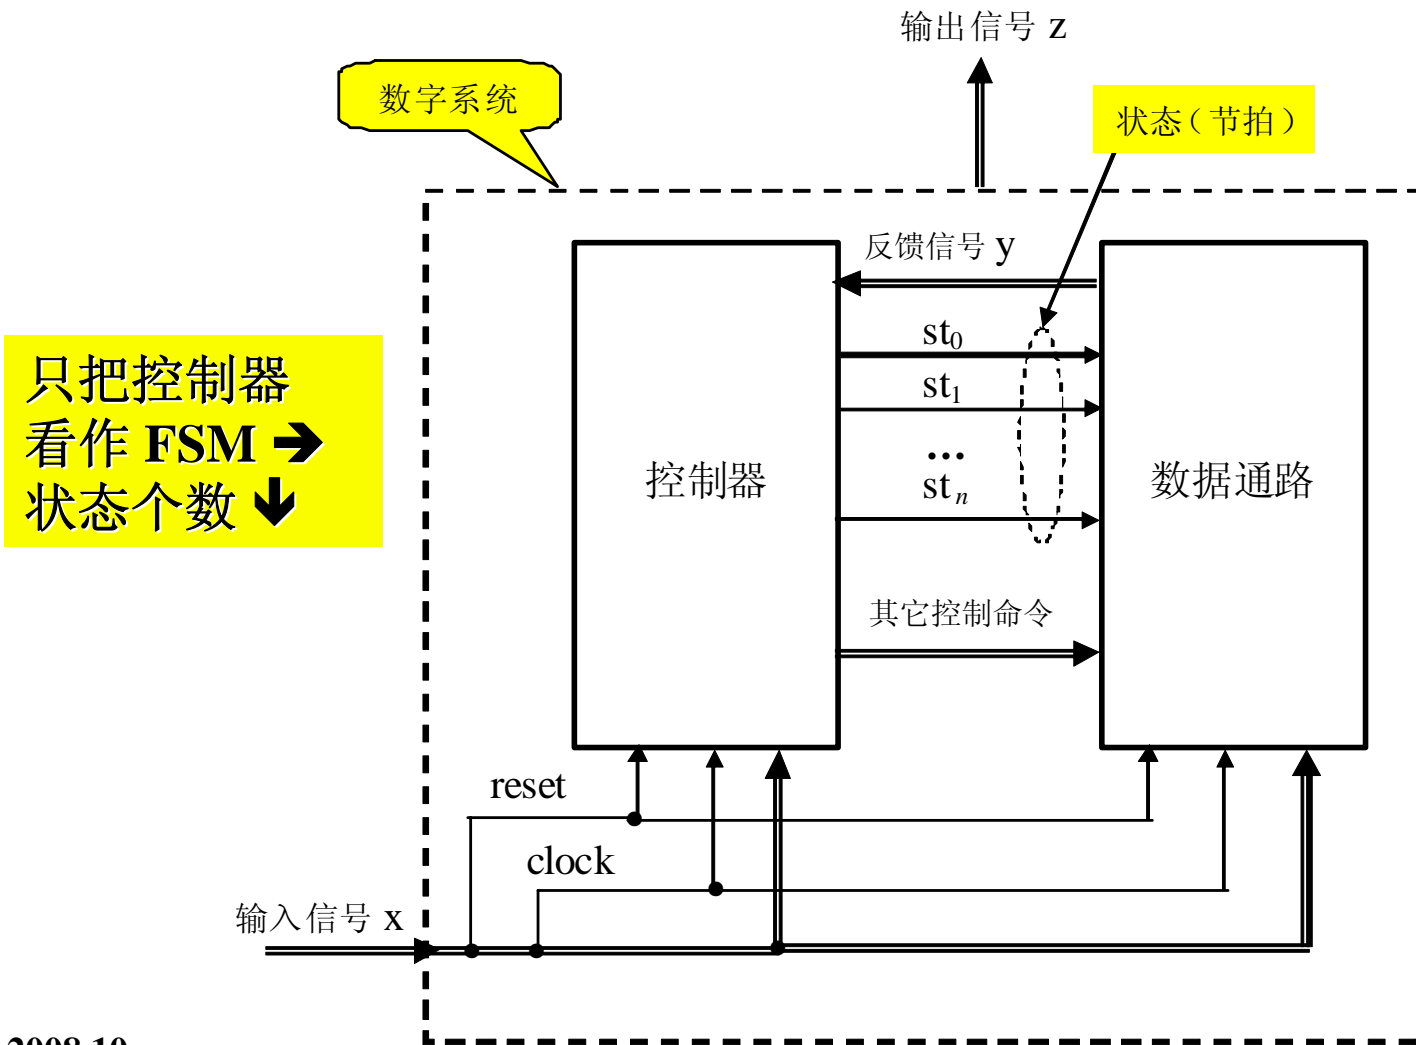 输出信号 z
数字系统
状态（节拍）
反馈信号 y
st0
st1
...
stn
只把控制器
看作 FSM ➔
状态个数 🡻
控制器
数据通路
其它控制命令
reset
clock
输入信号 x